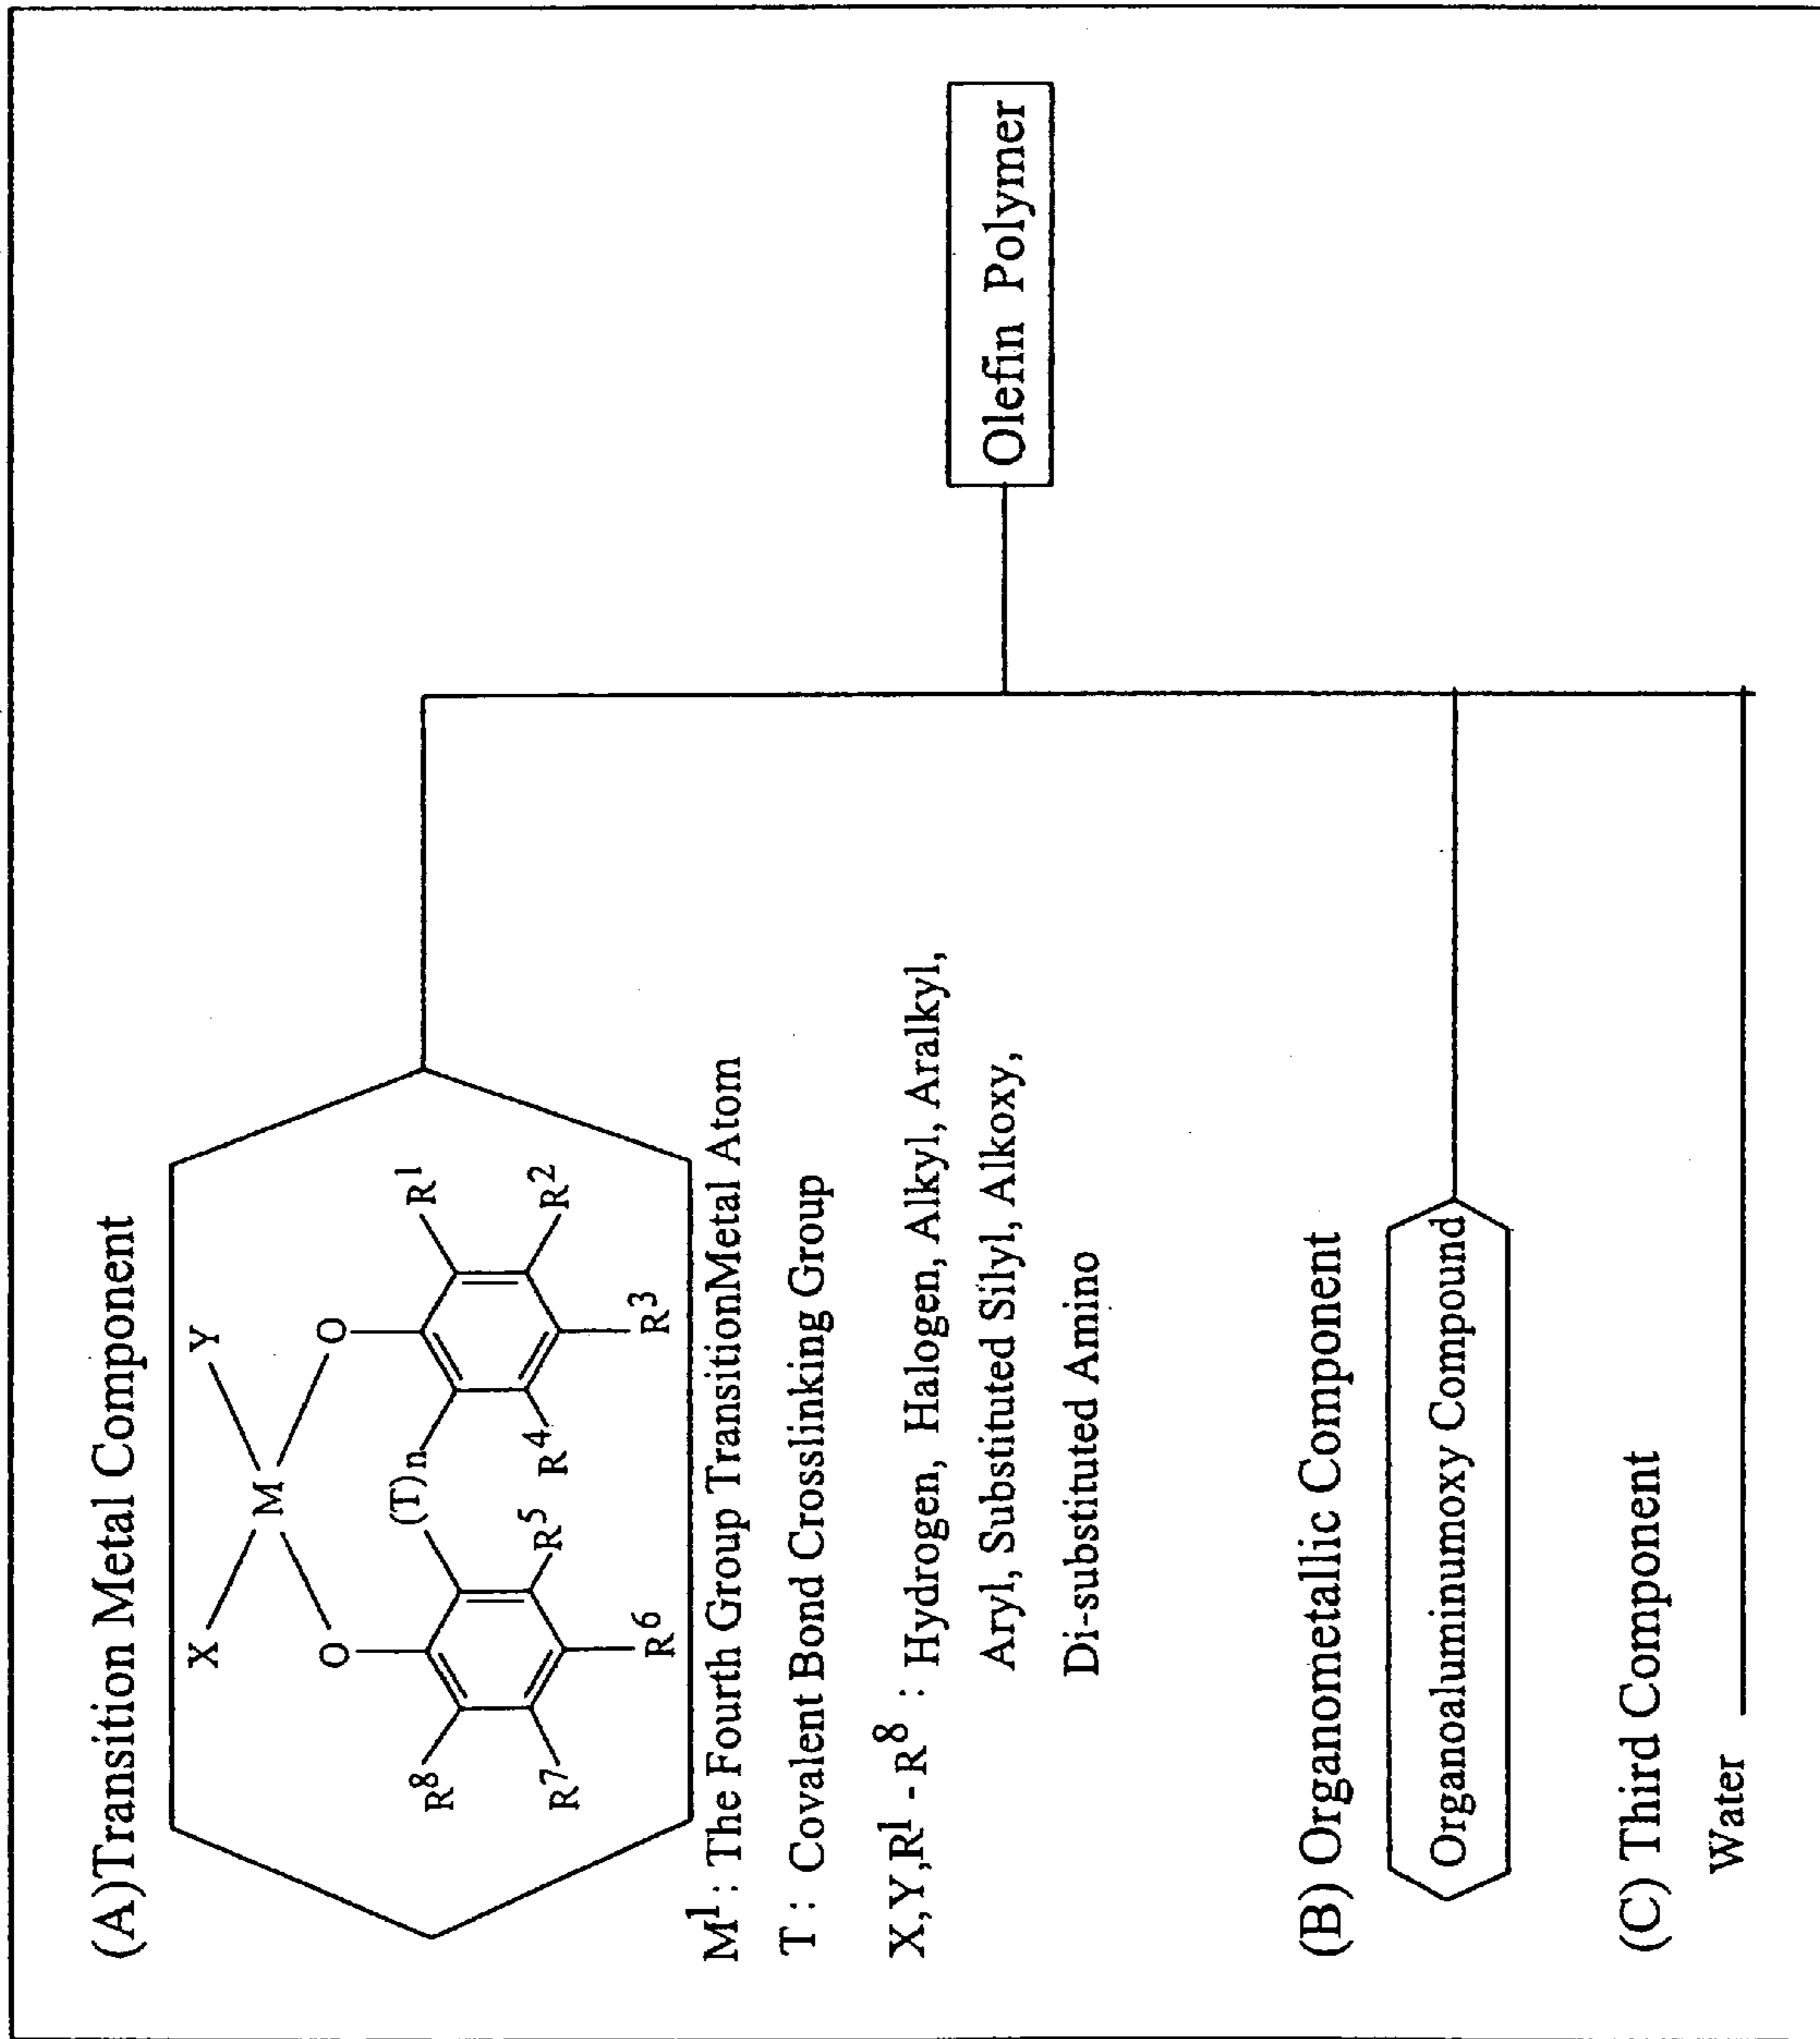 (A)Transition Metal Component
X
Y
M
O
O
(T)n
R1
R8
R5
R4
R2
R7
R6
R3
M1 : The Fourth Group TransitionMetal Atom
T : Covalent Bond Crosslinking Group
X,Y,R1 - R8 : Hydrogen, Halogen, Alkyl, Aralkyl,
Aryl, Substituted Silyl, Alkoxy,
Di-substituted Amino
Olefin Polymer
(B) Organometallic Component
Organoaluminumoxy Compound
(C) Third Component
Water